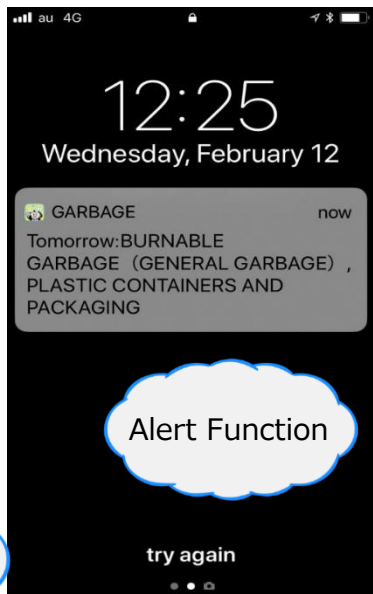 au 4G
12:25
Wednesday, February 12
GARBAGE now
Tomorrow:BURNABLE
GARBAGE（GENERAL GARBAGE）,
PLASTIC CONTAINERS AND
PACKAGING
Alert Function
try again